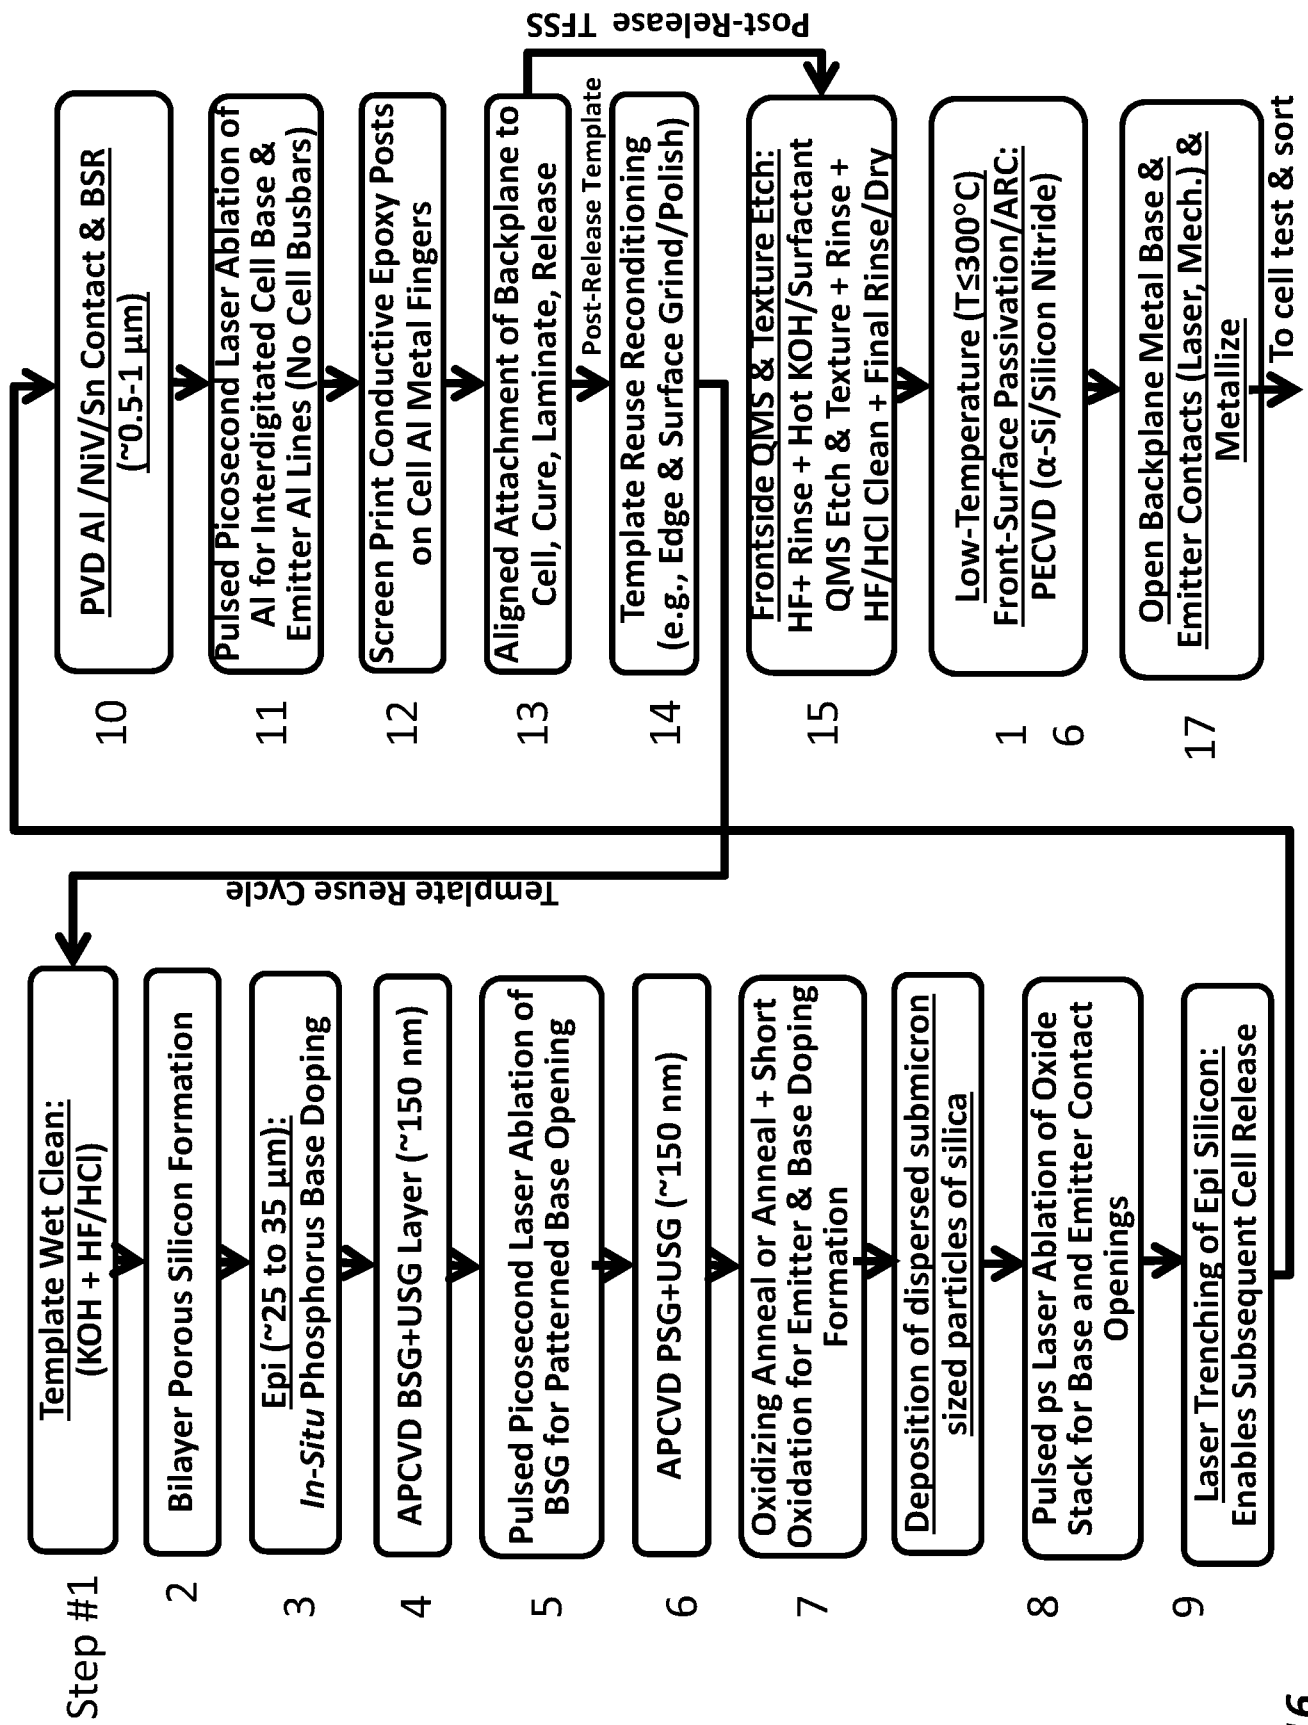 Step #1
Template Wet Clean:
(KOH + HF/HCl)
2
Bilayer Porous Silicon Formation
3
Epi (~25 to 35 µm):
In-Situ Phosphorus Base Doping
4
APCVD BSG+USG Layer (~150 nm)
5
Pulsed Picosecond Laser Ablation of
BSG for Patterned Base Opening
6
APCVD PSG+USG (~150 nm)
7
Oxidizing Anneal or Anneal + Short
Oxidation for Emitter & Base Doping
Formation
Deposition of dispersed submicron
sized particles of silica
8
Pulsed ps Laser Ablation of Oxide
Stack for Base and Emitter Contact
Openings
9
Laser Trenching of Epi Silicon:
Enables Subsequent Cell Release
Template Reuse Cycle
10
PVD Al /NiV/Sn Contact & BSR
(~0.5-1 µm)
11
Pulsed Picosecond Laser Ablation of
Al for Interdigitated Cell Base &
Emitter Al Lines (No Cell Busbars)
12
Screen Print Conductive Epoxy Posts
on Cell Al Metal Fingers
13
Aligned Attachment of Backplane to
Cell, Cure, Laminate, Release
Post-Release Template
14
Template Reuse Reconditioning
(e.g., Edge & Surface Grind/Polish)
Post-Release TFSS
15
Frontside QMS & Texture Etch:
HF+ Rinse + Hot KOH/Surfactant
QMS Etch & Texture + Rinse +
HF/HCl Clean + Final Rinse/Dry
1
6
Low-Temperature (T≤300°C)
Front-Surface Passivation/ARC:
PECVD (α-Si/Silicon Nitride)
17
Open Backplane Metal Base &
Emitter Contacts (Laser, Mech.) &
Metallize
To cell test & sort